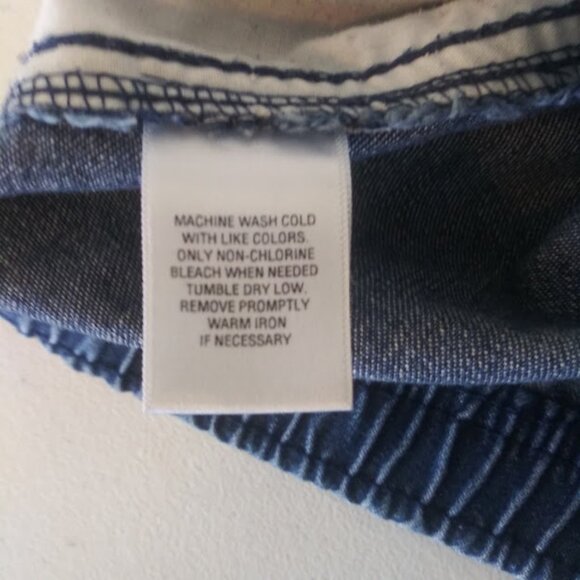 MACHINE WASH COLD
WITH LIKE COLORS.
ONLY NON-CHLORINE
BLEACH WHEN NEEDED
TUMBLE DRY LOW.
REMOVE PROMPTLY
WARM IRON
IF NECESSARY